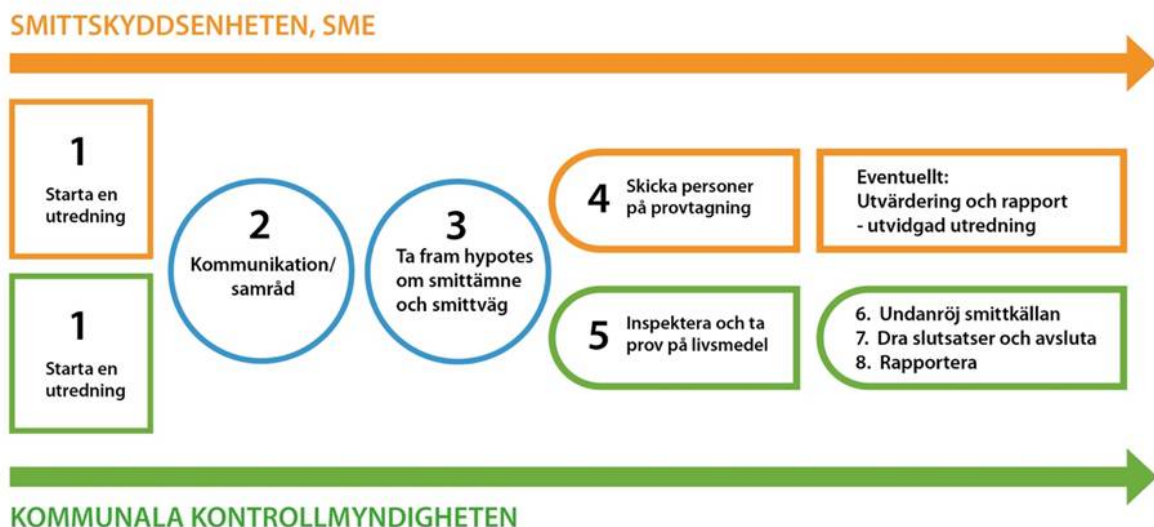 SMITTSKYDDSENHETEN, SME
1
Starta en
utredning
1
Starta en
utredning
2
Kommunikation/
samråd
3
Ta fram hypotes
om smittämne
och smittväg
4
Skicka personer
på provtagning
Eventuellt:
Utvärdering och rapport
- utvidgad utredning
5
Inspektera och ta
prov på livsmedel
6. Undanröj smittkällan
7. Dra slutsatser och avsluta
8. Rapportera
KOMMUNALA KONTROLLMYNDIGHETEN